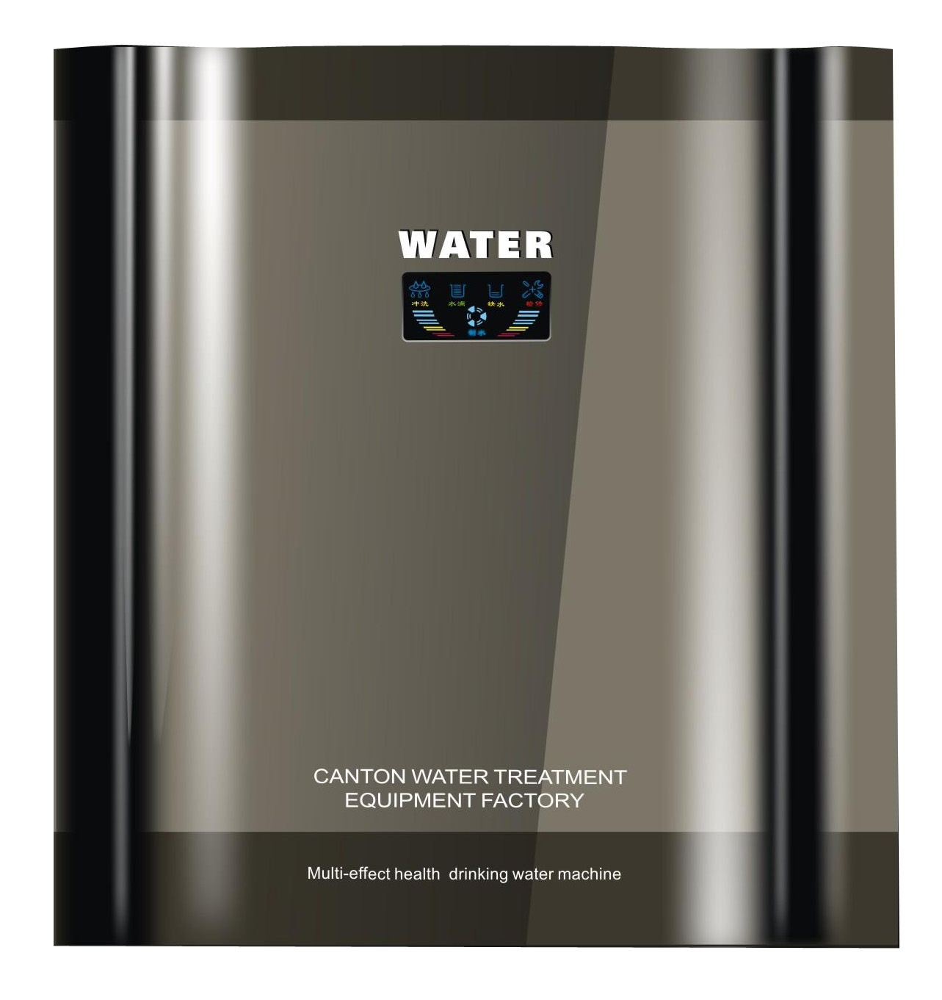 WATER
冲洗 水满 缺水 检修
制水
CANTON WATER TREATMENT
EQUIPMENT FACTORY
Multi-effect health drinking water machine